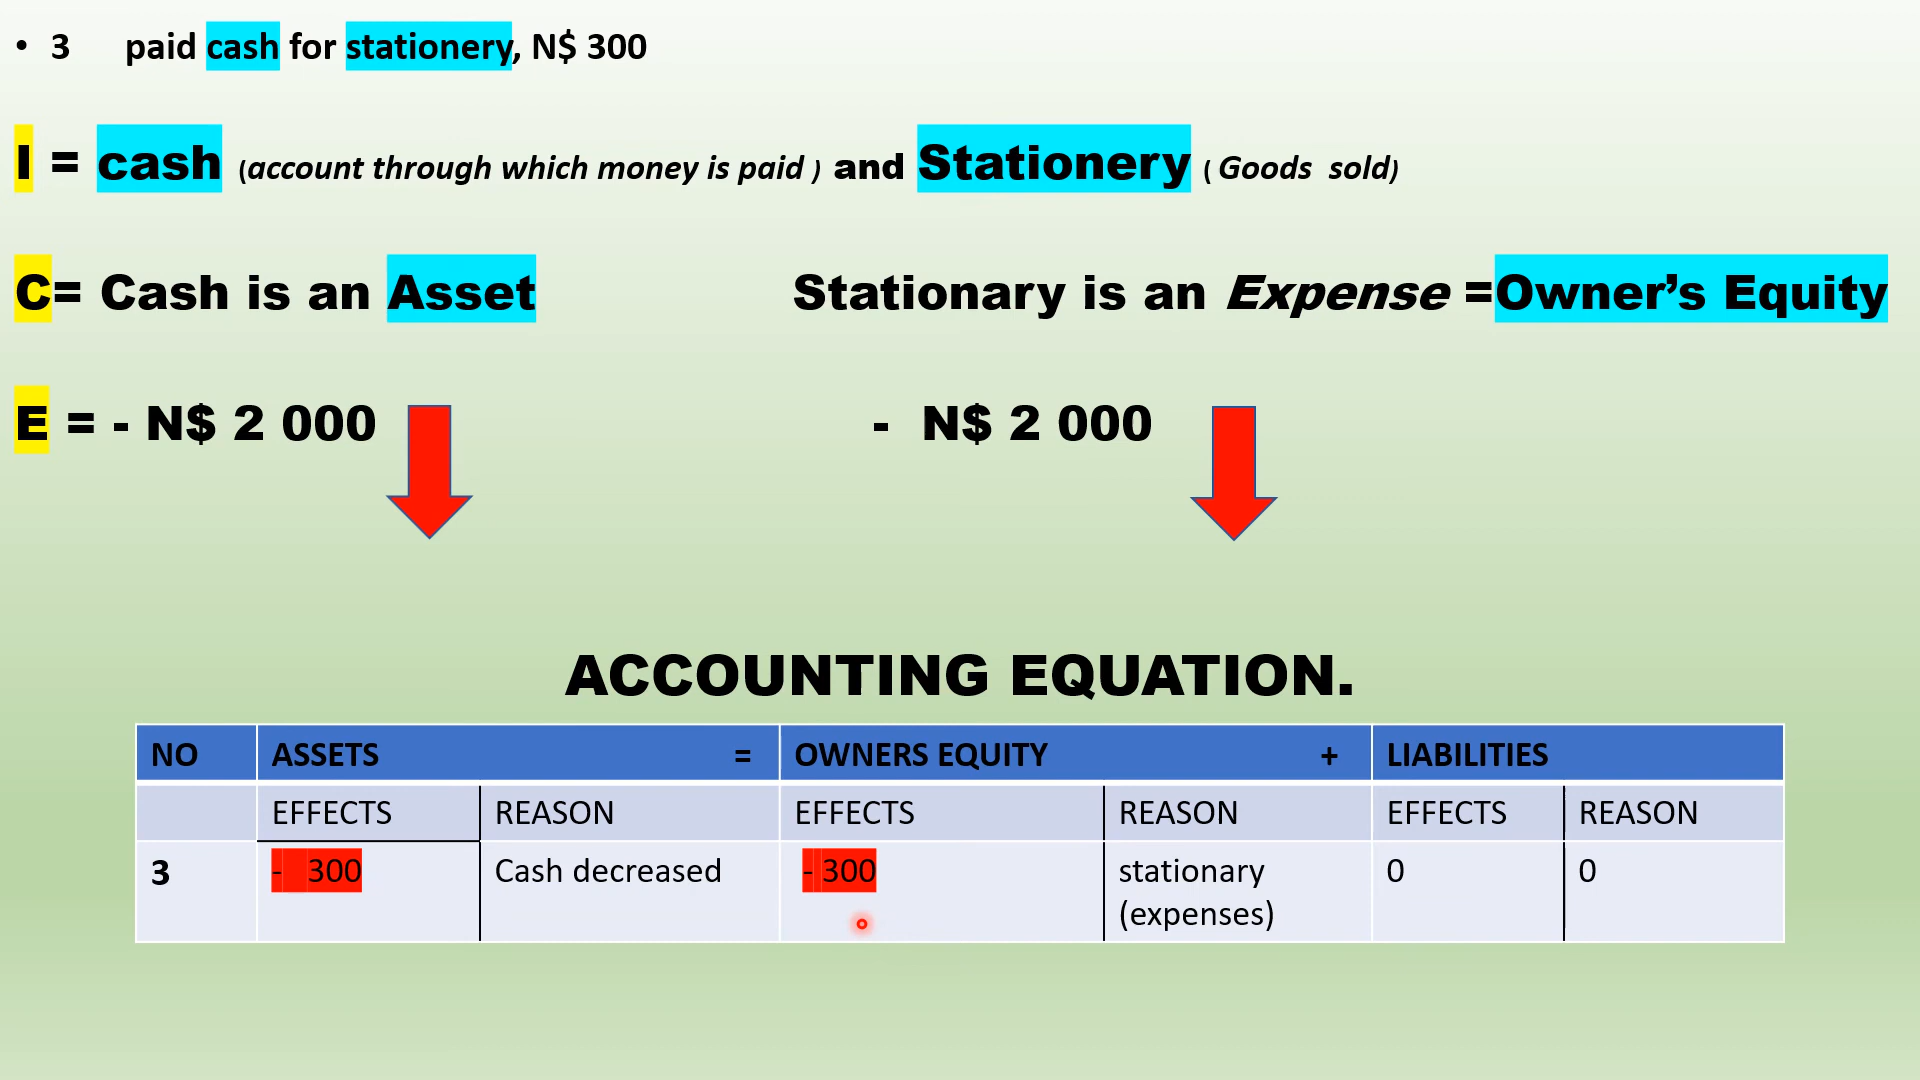 • 3 paid cash for stationery, N$ 300
I = cash (account through which money is paid ) and Stationery ( Goods sold)
C= Cash is an Asset Stationary is an Expense =Owner’s Equity
E = - N$ 2 000 - N$ 2 000
ACCOUNTING EQUATION.
NO ASSETS = OWNERS EQUITY + LIABILITIES
EFFECTS REASON EFFECTS REASON EFFECTS REASON
3 - 300 Cash decreased - 300 stationary 0 0
(expenses)